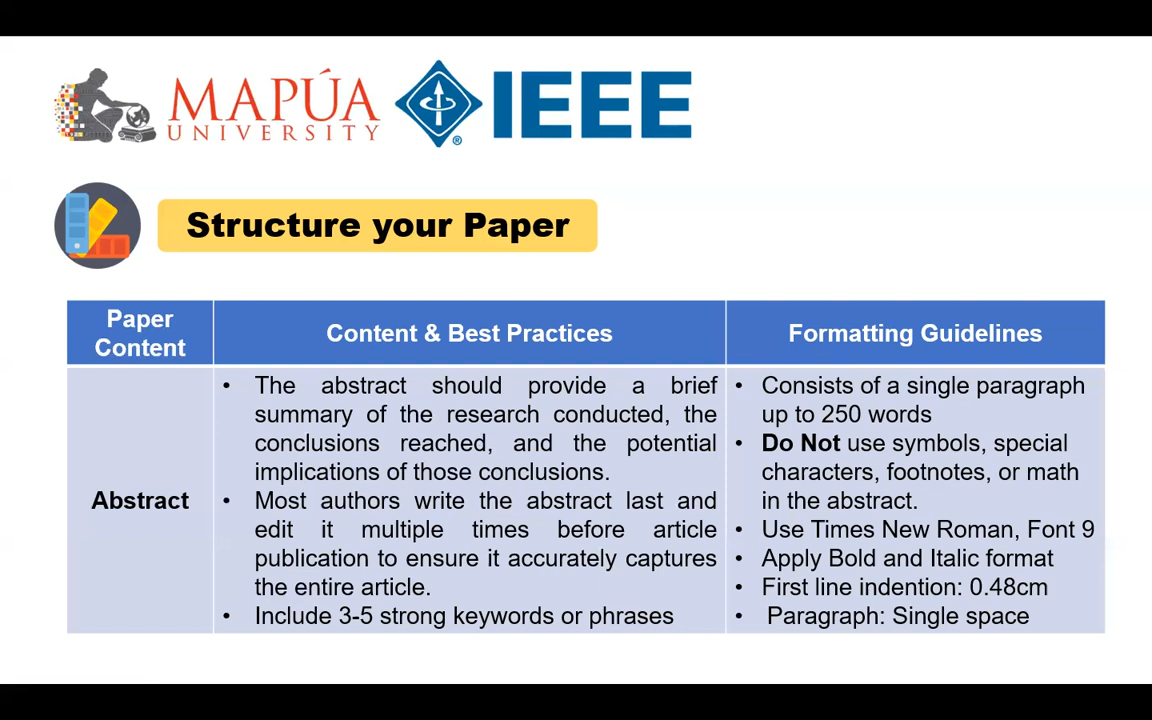 MAPÚA
UNIVERSITY
IEEE
®
Structure your Paper
Paper
Content
Content & Best Practices
Formatting Guidelines
Abstract
• The abstract should provide a brief
summary of the research conducted, the
conclusions reached, and the potential
implications of those conclusions.
• Most authors write the abstract last and
edit it multiple times before article
publication to ensure it accurately captures
the entire article.
• Include 3-5 strong keywords or phrases
• Consists of a single paragraph
up to 250 words
• Do Not use symbols, special
characters, footnotes, or math
in the abstract.
• Use Times New Roman, Font 9
• Apply Bold and Italic format
• First line indention: 0.48cm
• Paragraph: Single space